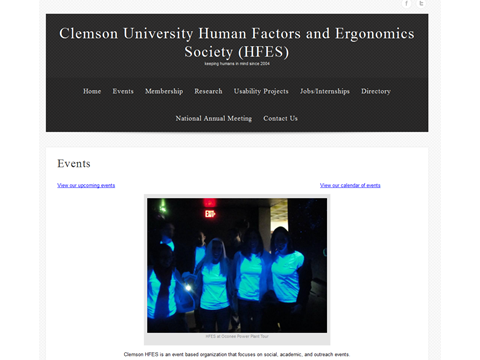 Clemson University Human Factors and Ergonomics
Society (HFES)
keeping humans in mind since 2004
Home Events Membership Research Usability Projects Jobs/Internships Directory
National Annual Meeting Contact Us
Events
View our upcoming events View our calendar of events
EXIT
HFES at Oconee Power Plant Tour
Clemson HFES is an event based organization that focuses on social, academic, and outreach events.